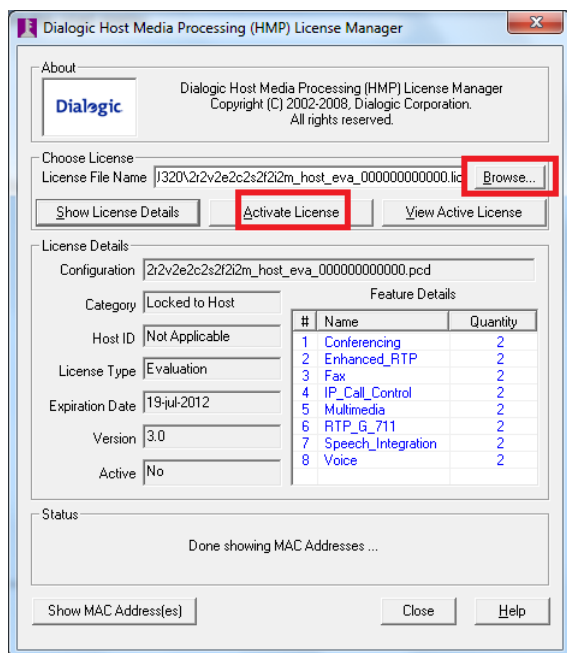 Dialogic Host Media Processing (HMP) License Manager
About
Dialogic
Dialogic Host Media Processing (HMP) License Manager
Copyright (C) 2002-2008, Dialogic Corporation.
All rights reserved.
Choose License
License File Name J320\2r2v2e2c2s2f2i2m_host_eva_000000000000.lic Browse...
Show License Details Activate License View Active License
License Details
Configuration 2r2v2e2c2s2f2i2m_host_eva_000000000000.pcd
Category Locked to Host
Host ID Not Applicable
License Type Evaluation
Expiration Date 19-jul-2012
Version 3.0
Active No
Feature Details
# Name Quantity
1 Conferencing 2
2 Enhanced_RTP 2
3 Fax 2
4 IP_Call_Control 2
5 Multimedia 2
6 RTP_G_711 2
7 Speech_Integration 2
8 Voice 2
Status
Done showing MAC Addresses ...
Show MAC Address(es) Close Help